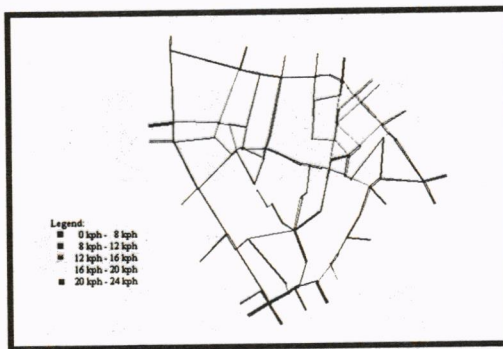 Legend:
0 kph - 8 kph
8 kph - 12 kph
12 kph - 16 kph
16 kph - 20 kph
20 kph - 24 kph